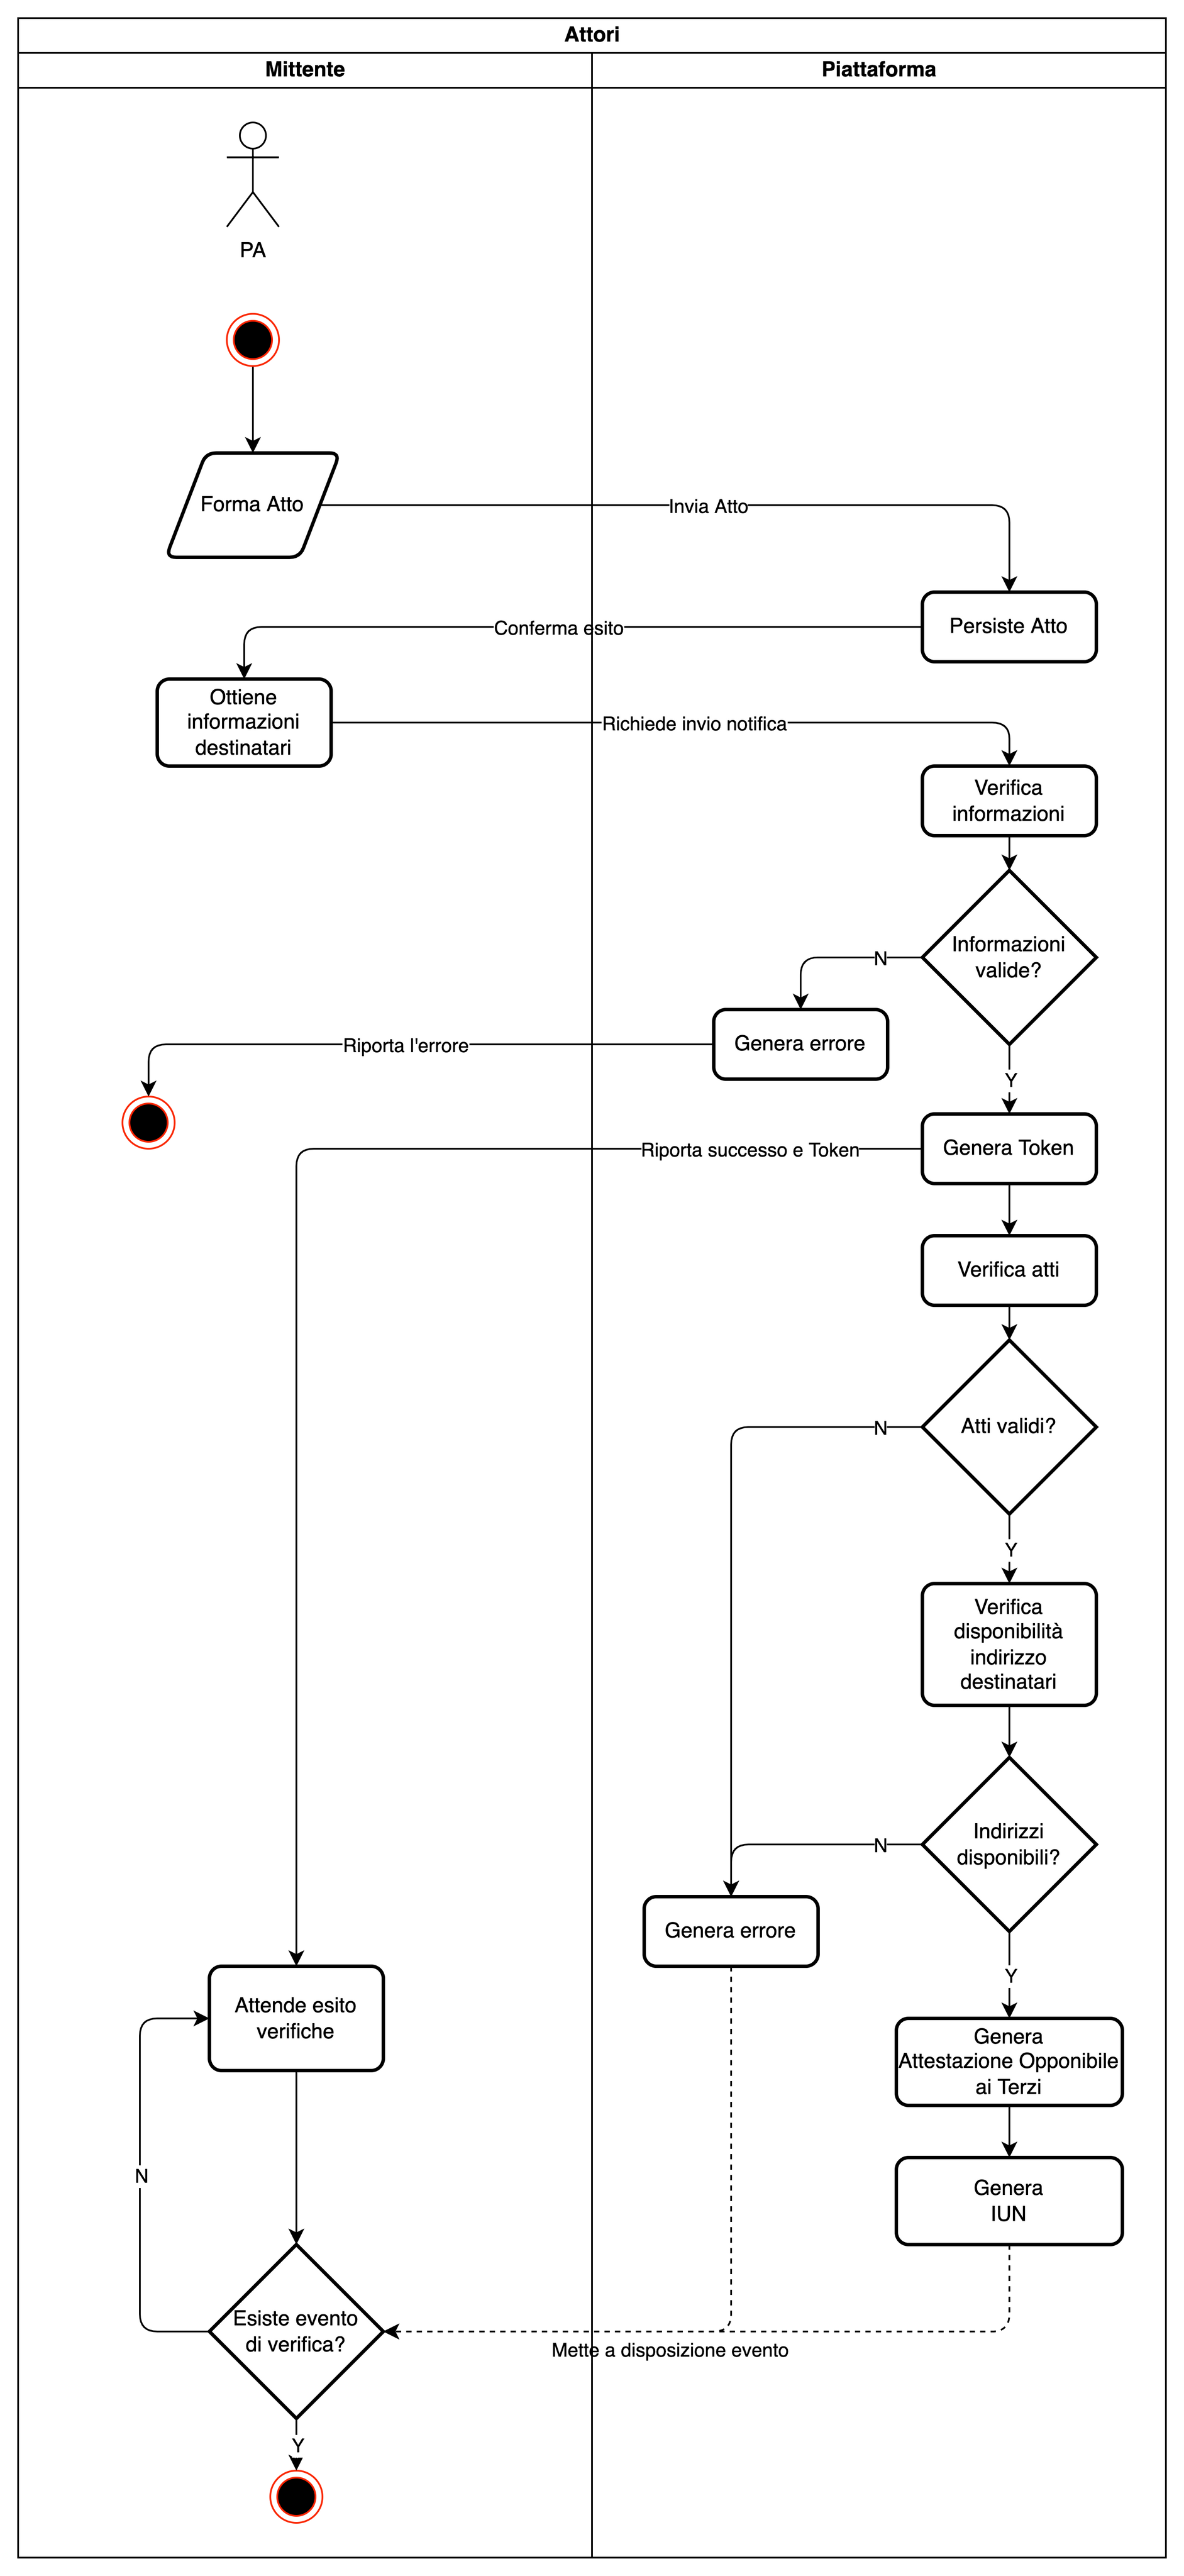 Attori
Mittente
Piattaforma
PA
Forma Atto
Invia Atto
Persiste Atto
Conferma esito
Ottiene
informazioni
destinatari
Richiede invio notifica
Verifica
informazioni
Informazioni
valide?
N
Genera errore
Riporta l'errore
Y
Genera Token
Riporta successo e Token
Verifica atti
Atti validi?
N
Y
Verifica
disponibilità
indirizzo
destinatari
Indirizzi
disponibili?
N
Genera errore
Y
Attende esito
verifiche
Genera
Attestazione Opponibile
ai Terzi
N
Genera
IUN
Esiste evento
di verifica?
Mette a disposizione evento
Y